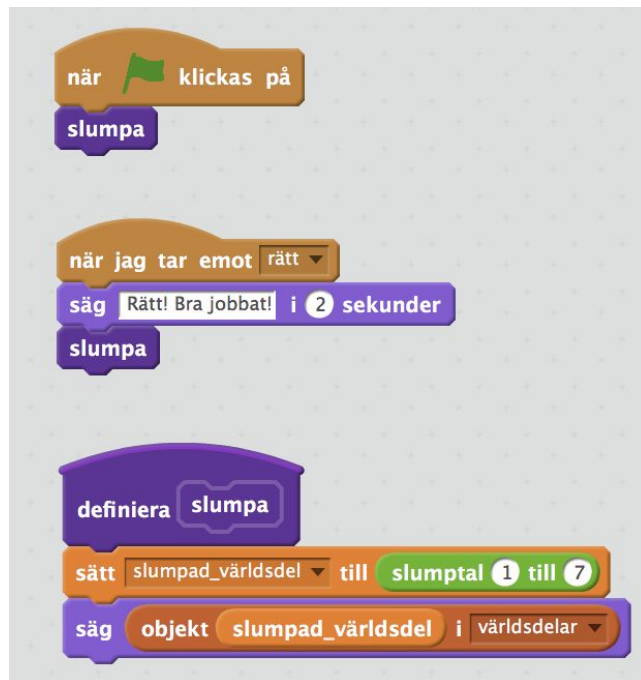 när klickas på
slumpa
när jag tar emot rätt
säg Rätt! Bra jobbat! i 2 sekunder
slumpa
definiera slumpa
sätt slumpad_världsdel till slumptal 1 till 7
säg objekt slumpad_världsdel i världsdelar